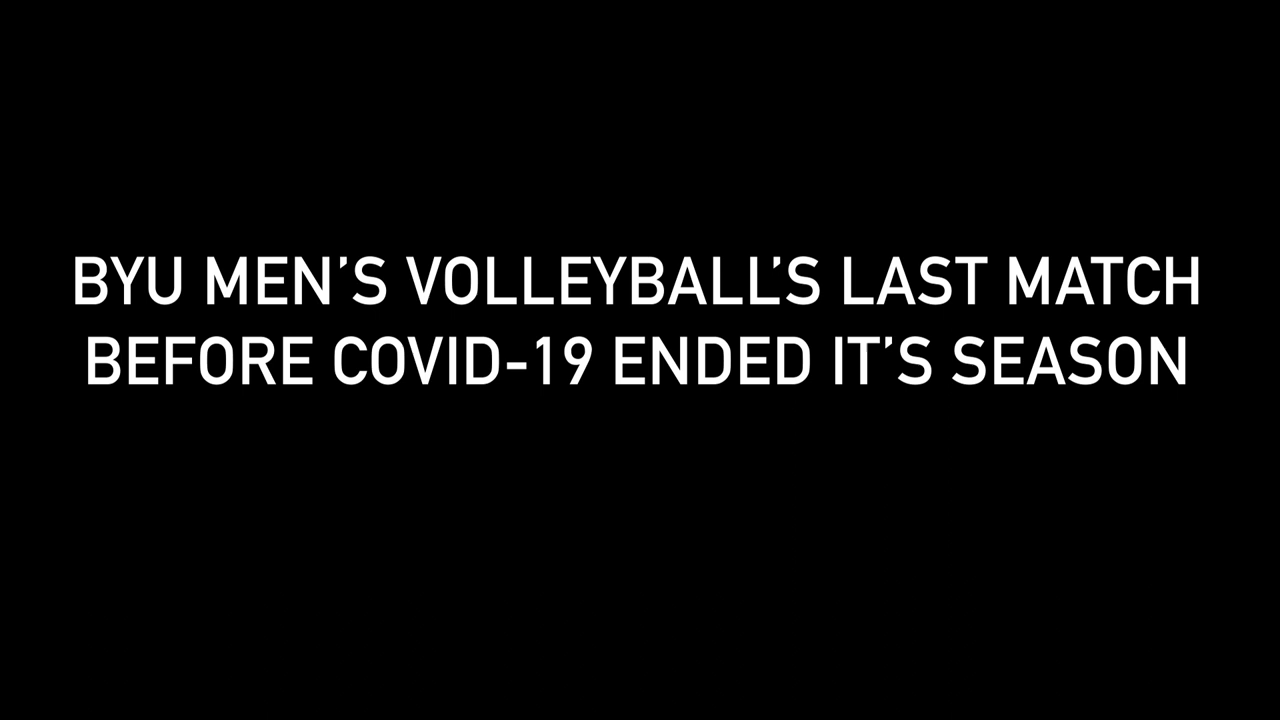 BYU MEN’S VOLLEYBALL’S LAST MATCH
BEFORE COVID-19 ENDED IT’S SEASON